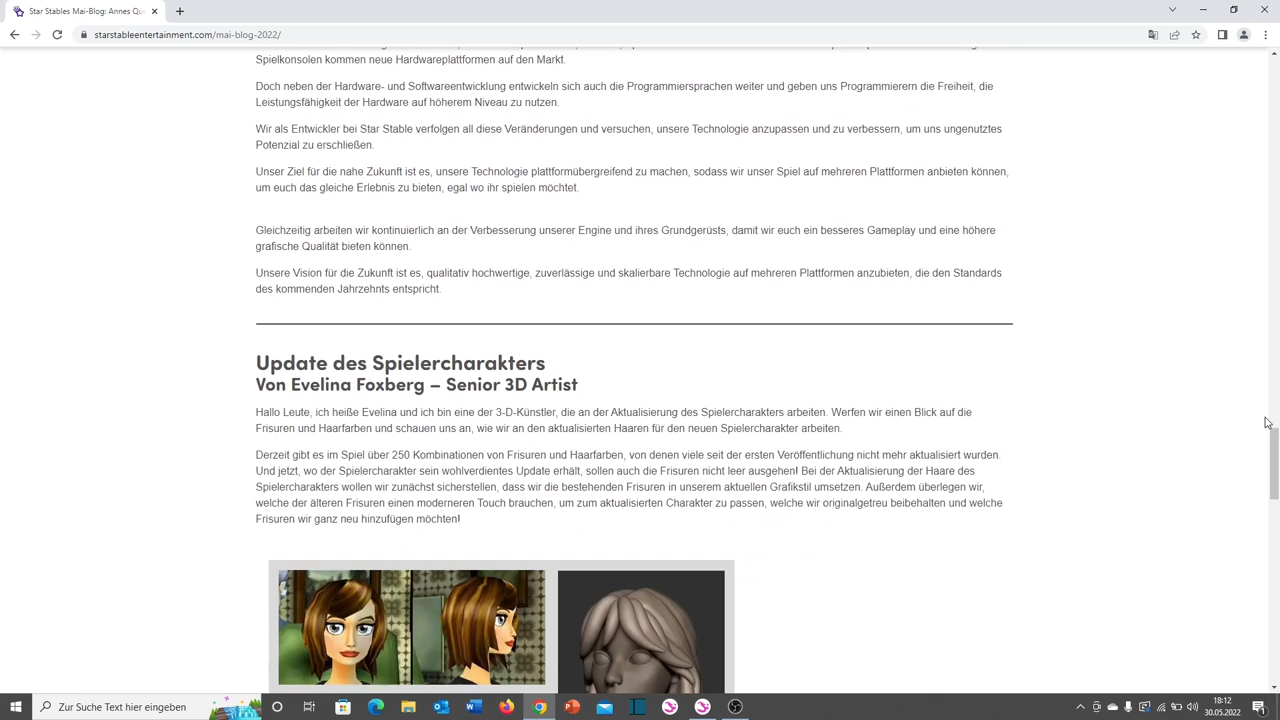 Star Stables Mai-Blog: Annes Que
starstableentertainment.com/mai-blog-2022/
Spielkonsolen kommen neue Hardwareplattformen auf den Markt.
Doch neben der Hardware- und Softwareentwicklung entwickeln sich auch die Programmiersprachen weiter und geben uns Programmierern die Freiheit, die
Leistungsfähigkeit der Hardware auf höherem Niveau zu nutzen.
Wir als Entwickler bei Star Stable verfolgen all diese Veränderungen und versuchen, unsere Technologie anzupassen und zu verbessern, um uns ungenutztes
Potenzial zu erschließen.
Unser Ziel für die nahe Zukunft ist es, unsere Technologie plattformübergreifend zu machen, sodass wir unser Spiel auf mehreren Plattformen anbieten können,
um euch das gleiche Erlebnis zu bieten, egal wo ihr spielen möchtet.
Gleichzeitig arbeiten wir kontinuierlich an der Verbesserung unserer Engine und ihres Grundgerüsts, damit wir euch ein besseres Gameplay und eine höhere
grafische Qualität bieten können.
Unsere Vision für die Zukunft ist es, qualitativ hochwertige, zuverlässige und skalierbare Technologie auf mehreren Plattformen anzubieten, die den Standards
des kommenden Jahrzehnts entspricht.
Update des Spielercharakters
Von Evelina Foxberg – Senior 3D Artist
Hallo Leute, ich heiße Evelina und ich bin eine der 3-D-Künstler, die an der Aktualisierung des Spielercharakters arbeiten. Werfen wir einen Blick auf die
Frisuren und Haarfarben und schauen uns an, wie wir an den aktualisierten Haaren für den neuen Spielercharakter arbeiten.
Derzeit gibt es im Spiel über 250 Kombinationen von Frisuren und Haarfarben, von denen viele seit der ersten Veröffentlichung nicht mehr aktualisiert wurden.
Und jetzt, wo der Spielercharakter sein wohlverdientes Update erhält, sollen auch die Frisuren nicht leer ausgehen! Bei der Aktualisierung der Haare des
Spielercharakters wollen wir zunächst sicherstellen, dass wir die bestehenden Frisuren in unserem aktuellen Grafikstil umsetzen. Außerdem überlegen wir,
welche der älteren Frisuren einen moderneren Touch brauchen, um zum aktualisierten Charakter zu passen, welche wir originalgetreu beibehalten und welche
Frisuren wir ganz neu hinzufügen möchten!
Zur Suche Text hier eingeben
18:12
30.05.2022